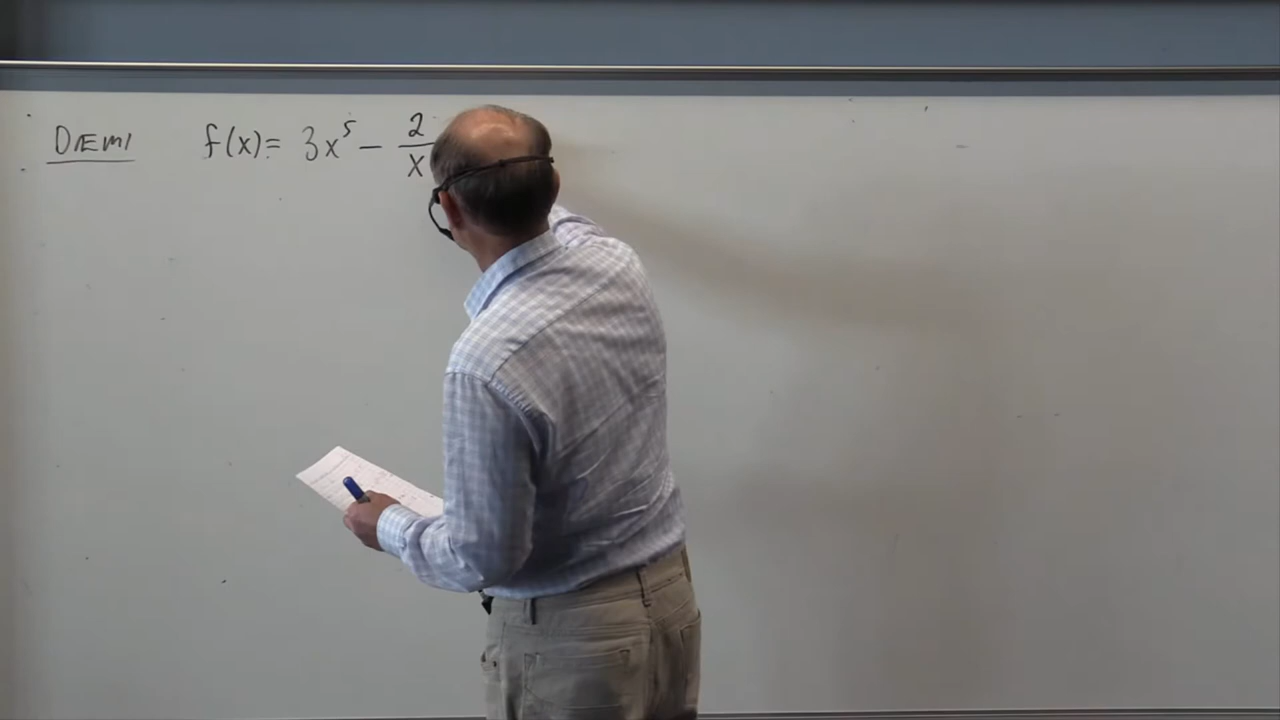 DEMI f(x) = 3x⁵ - 2/x